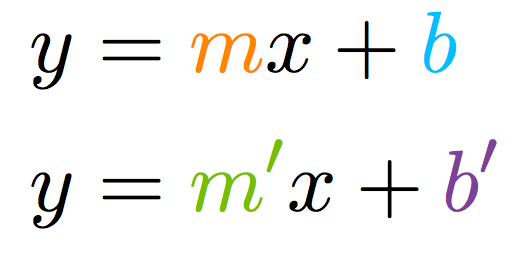 y = mx + b
y = m′x + b′